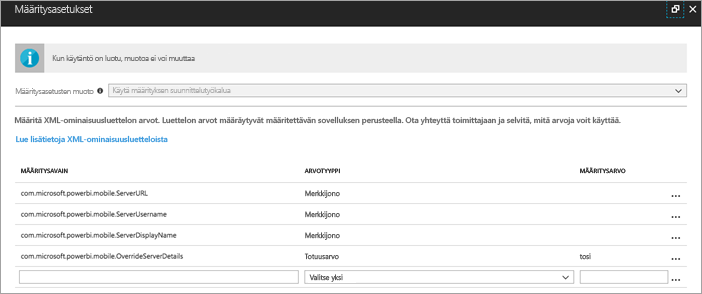 Määritysasetukset
Kun käytäntö on luotu, muotoa ei voi muuttaa
Määritysasetusten muoto
Käytä määrityksen suunnittelutyökalua
Määritä XML-ominaisuusluettelon arvot. Luettelon arvot määräytyvät määritettävän sovelluksen perusteella. Ota yhteyttä toimittajaan ja selvitä, mitä arvoja voit käyttää.
Lue lisätietoja XML-ominaisuusluetteloista
MÄÄRITYSAVAIN ARVOTYYPPI MÄÄRITYSARVO
com.microsoft.powerbi.mobile.ServerURL Merkkijono ...
com.microsoft.powerbi.mobile.ServerUsername Merkkijono ...
com.microsoft.powerbi.mobile.ServerDisplayName Merkkijono ...
com.microsoft.powerbi.mobile.OverrideServerDetails Totuusarvo tosi ...
Valitse yksi ...